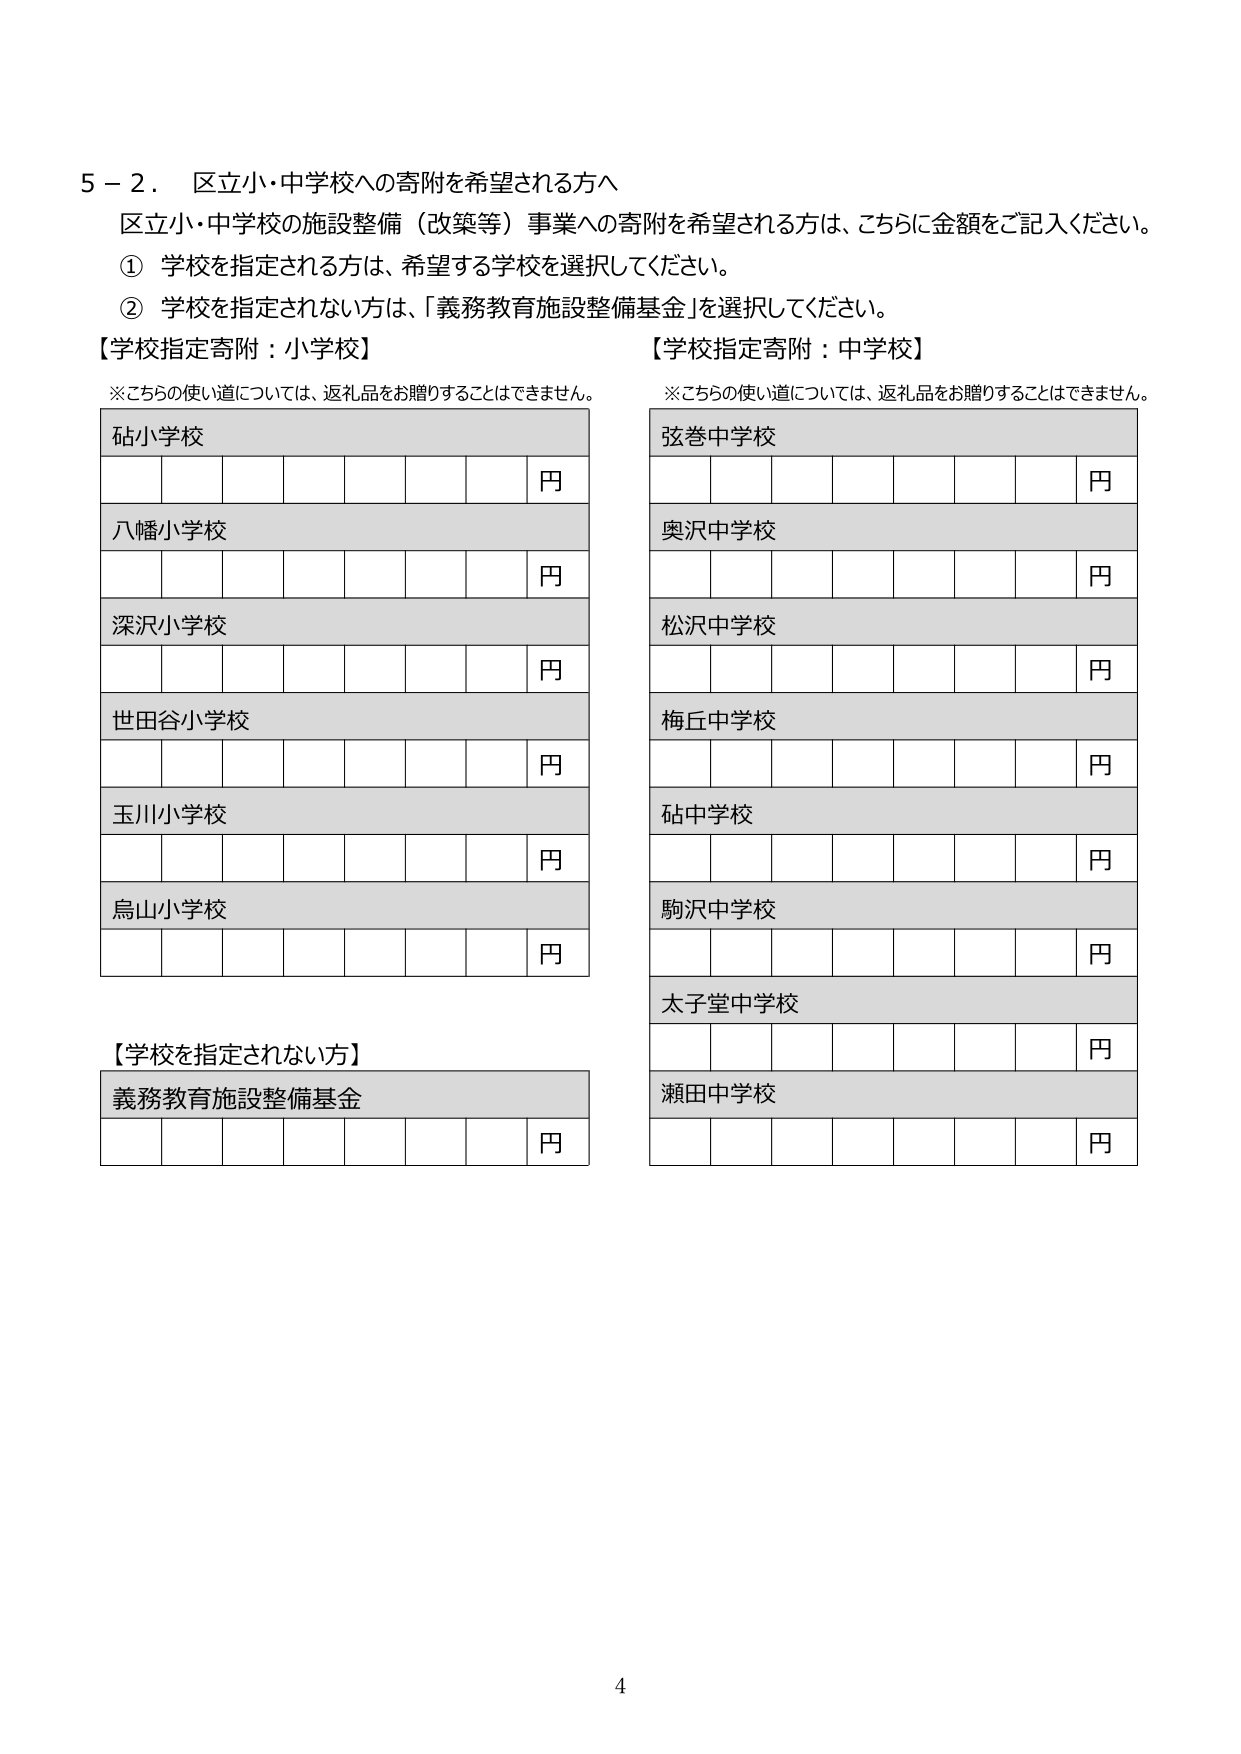 ５－２．　区立小・中学校への寄附を希望される方へ
区立小・中学校の施設整備（改築等）事業への寄附を希望される方は、こちらに金額をご記入ください。
①　学校を指定される方は、希望する学校を選択してください。
②　学校を指定されない方は、「義務教育施設整備基金」を選択してください。
【学校指定寄附：小学校】
※こちらの使い道については、返礼品をお贈りすることはできません。
砧小学校
円
八幡小学校
円
深沢小学校
円
世田谷小学校
円
玉川小学校
円
烏山小学校
円
【学校を指定されない方】
義務教育施設整備基金
円
【学校指定寄附：中学校】
※こちらの使い道については、返礼品をお贈りすることはできません。
弦巻中学校
円
奥沢中学校
円
松沢中学校
円
梅丘中学校
円
砧中学校
円
駒沢中学校
円
太子堂中学校
円
瀬田中学校
円
4